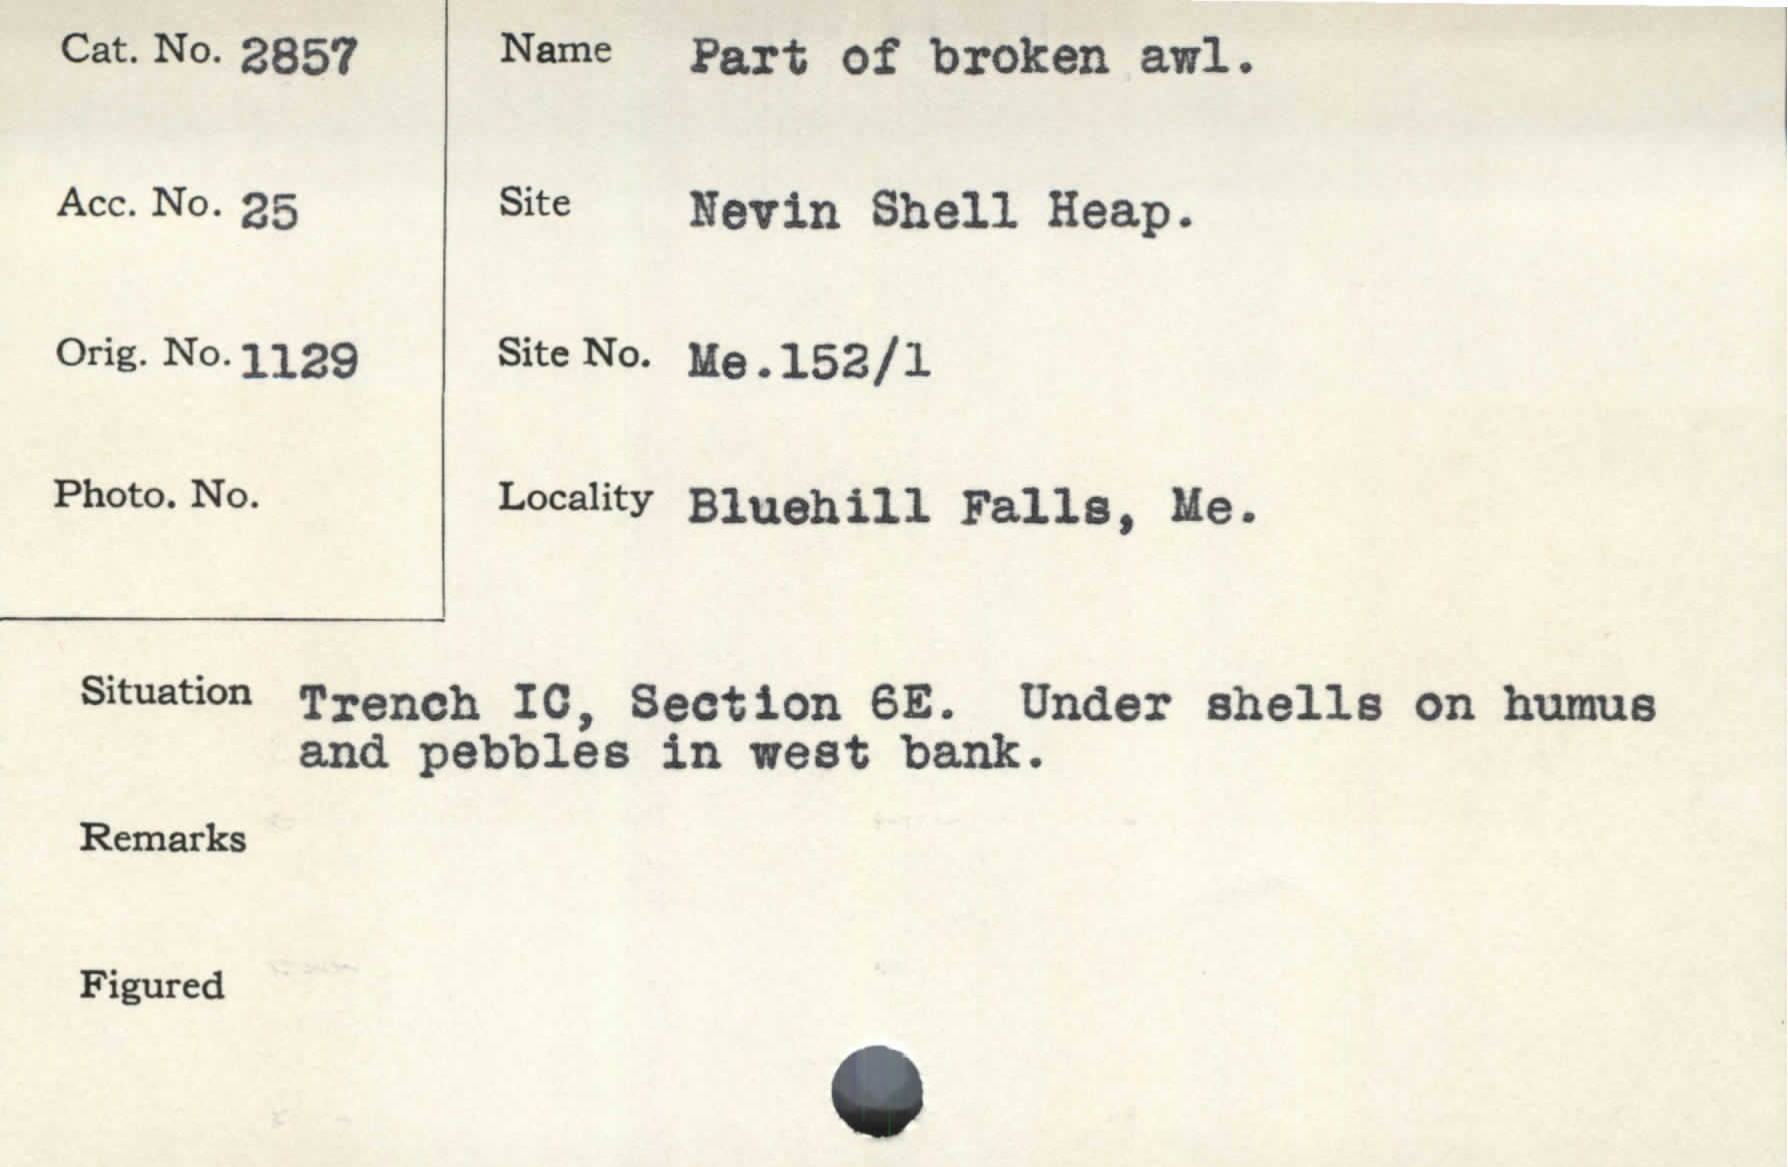 Cat. No. 2857
Name Part of broken awl.
Acc. No. 25
Site Nevin Shell Heap.
Orig. No. 1129
Site No. Me.152/1
Photo. No.
Locality Bluehill Falls, Me.
Situation Trench IC, Section 6E. Under shells on humus
and pebbles in west bank.
Remarks
Figured